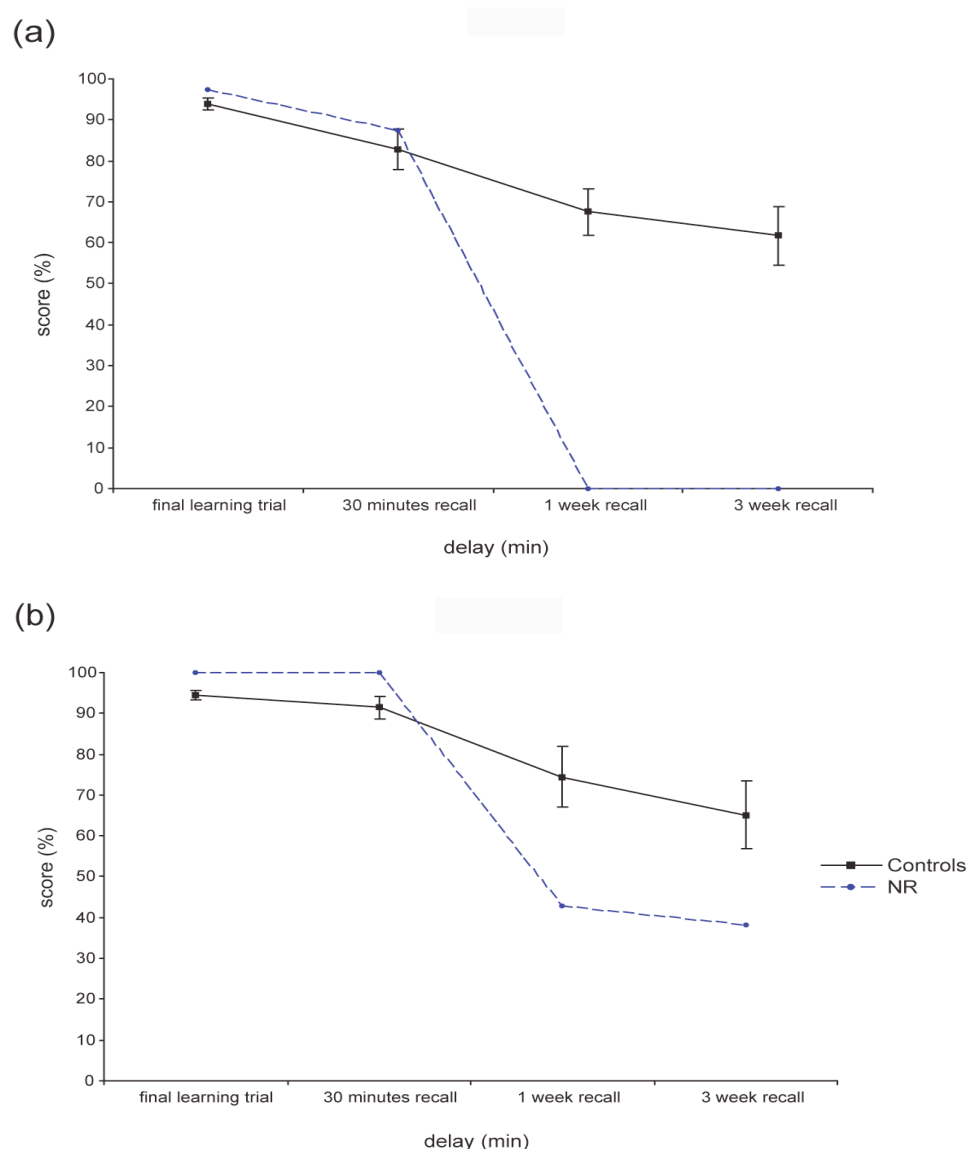 (a)
100
90
80
70
60
50
40
30
20
10
0
score (%)
final learning trial 30 minutes recall 1 week recall 3 week recall
delay (min)
(b)
100
90
80
70
60
50
40
30
20
10
0
score (%)
Controls
NR
final learning trial 30 minutes recall 1 week recall 3 week recall
delay (min)